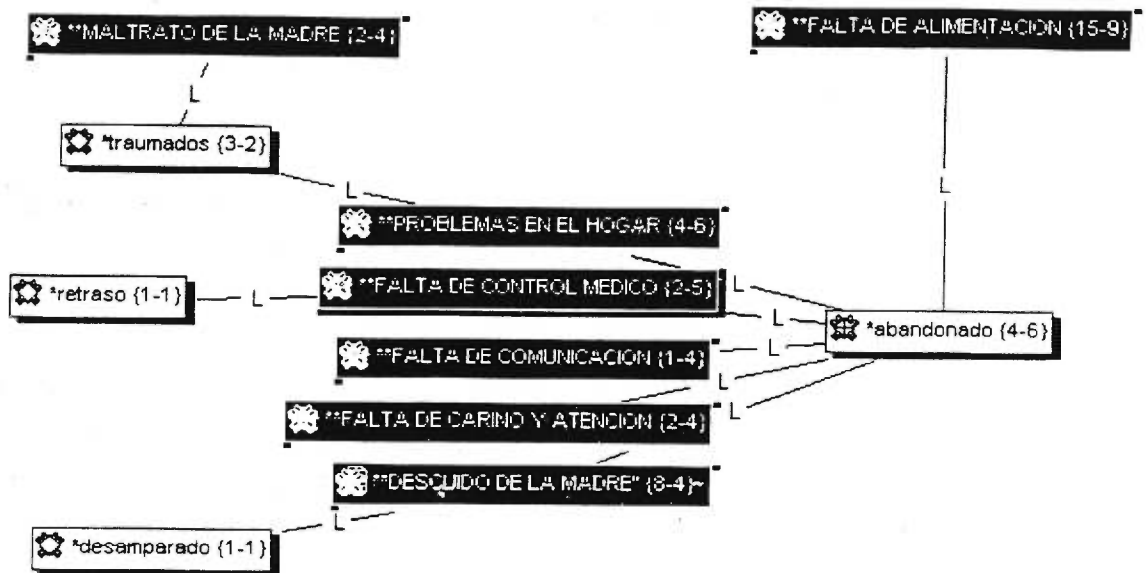 **MALTRATO DE LA MADRE {2-4}
**FALTA DE ALIMENTACION {15-9}
L
*traumados {3-2}
L
L
**PROBLEMAS EN EL HOGAR {4-6}
*retraso {1-1}
L
**FALTA DE CONTROL MEDICO {2-5}
L
L
*abandonado {4-6}
**FALTA DE COMUNICACION {1-4}
L
L
**FALTA DE CARINO Y ATENCION {2-4}
L
**DESCUIDO DE LA MADRE" {8-4}~
L
*desamparado {1-1}